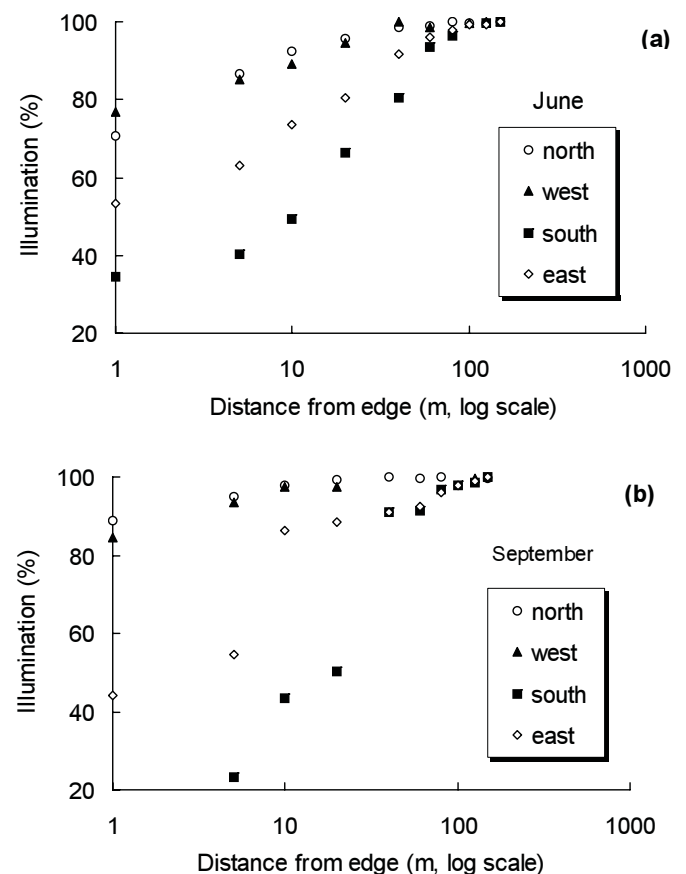 (a)
100
80
60
40
20
Illumination (%)
June
north
west
south
east
1 10 100 1000
Distance from edge (m, log scale)
(b)
100
80
60
40
20
Illumination (%)
September
north
west
south
east
1 10 100 1000
Distance from edge (m, log scale)